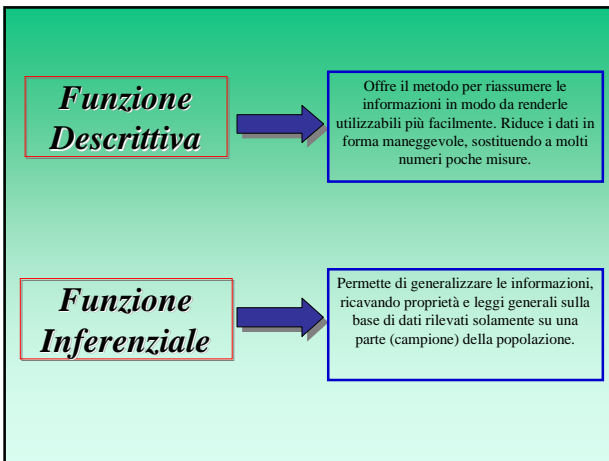 Funzione
Descrittiva
Offre il metodo per riassumere le
informazioni in modo da renderle
utilizzabili più facilmente. Riduce i dati in
forma maneggevole, sostituendo a molti
numeri poche misure.
Funzione
Inferenziale
Permette di generalizzare le informazioni,
ricavando proprietà e leggi generali sulla
base di dati rilevati solamente su una
parte (campione) della popolazione.